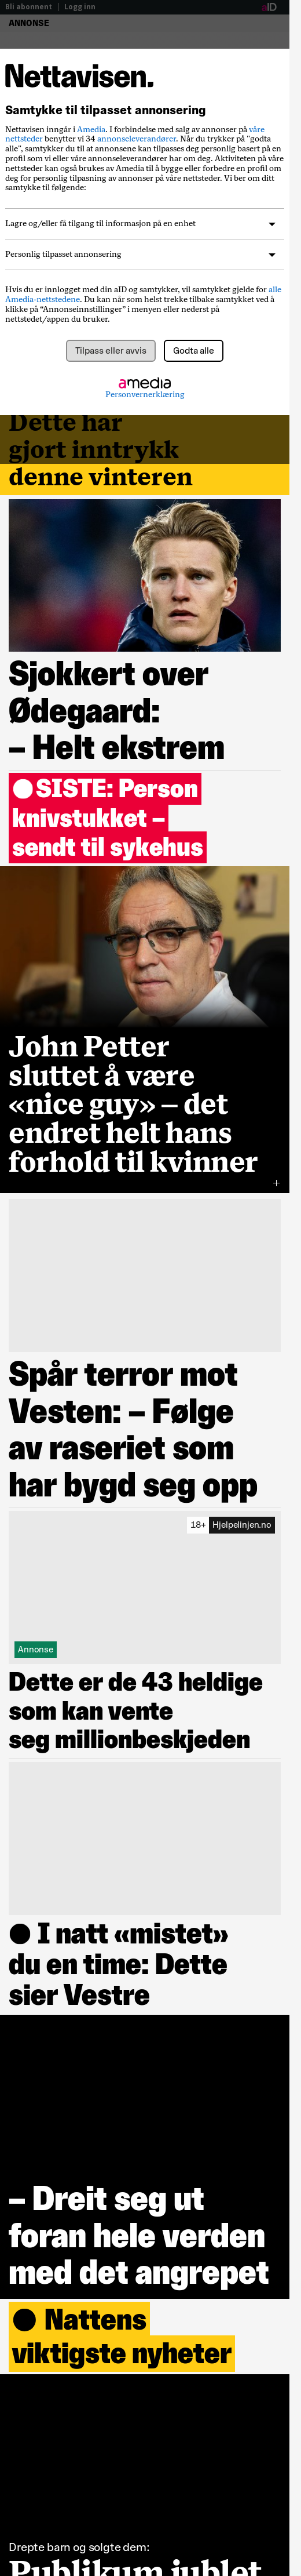 Bli abonnent | Logg inn
aID
ANNONSE
Nettavisen.
Samtykke til tilpasset annonsering
Nettavisen inngår i Amedia. I forbindelse med salg av annonser på våre
nettsteder benytter vi 34 annonseleverandører. Når du trykker på "godta
alle", samtykker du til at annonsene kan tilpasses deg personlig basert på en
profil som vi eller våre annonseleverandører har om deg. Aktiviteten på våre
nettsteder kan også brukes av Amedia til å bygge eller forbedre en profil om
deg for personlig tilpasning av annonser på våre nettsteder. Vi ber om ditt
samtykke til følgende:
Lagre og/eller få tilgang til informasjon på en enhet
Personlig tilpasset annonsering
Hvis du er innlogget med din aID og samtykker, vil samtykket gjelde for alle
Amedia-nettstedene. Du kan når som helst trekke tilbake samtykket ved å
klikke på “Annonseinnstillinger” i menyen eller nederst på
nettstedet/appen du bruker.
Tilpass eller avvis
Godta alle
amedia
Personvernerklæring
Dette har
gjort inntrykk
denne vinteren
Sjokkert over
Ødegaard:
– Helt ekstrem
SISTE: Person
knivstukket –
sendt til sykehus
John Petter
sluttet å være
«nice guy» – det
endret helt hans
forhold til kvinner
Spår terror mot
Vesten: – Følge
av raseriet som
har bygd seg opp
18+ Hjelpelinjen.no
Annonse
Dette er de 43 heldige
som kan vente
seg millionbeskjeden
I natt «mistet»
du en time: Dette
sier Vestre
– Dreit seg ut
foran hele verden
med det angrepet
Nattens
viktigste nyheter
Drepte barn og solgte dem:
Publikum jublet